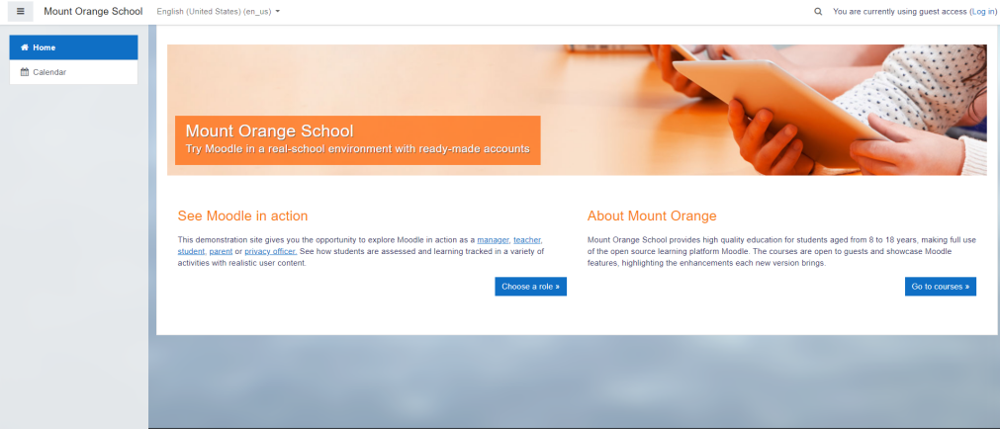 Mount Orange School
English (United States) (en_us)
You are currently using guest access (Log in)
Home
Calendar
Mount Orange School
Try Moodle in a real-school environment with ready-made accounts
See Moodle in action
This demonstration site gives you the opportunity to explore Moodle in action as a manager, teacher,
student, parent or privacy officer. See how students are assessed and learning tracked in a variety of
activities with realistic user content.
Choose a role »
About Mount Orange
Mount Orange School provides high quality education for students aged from 8 to 18 years, making full use
of the open source learning platform Moodle. The courses are open to guests and showcase Moodle
features, highlighting the enhancements each new version brings.
Go to courses »